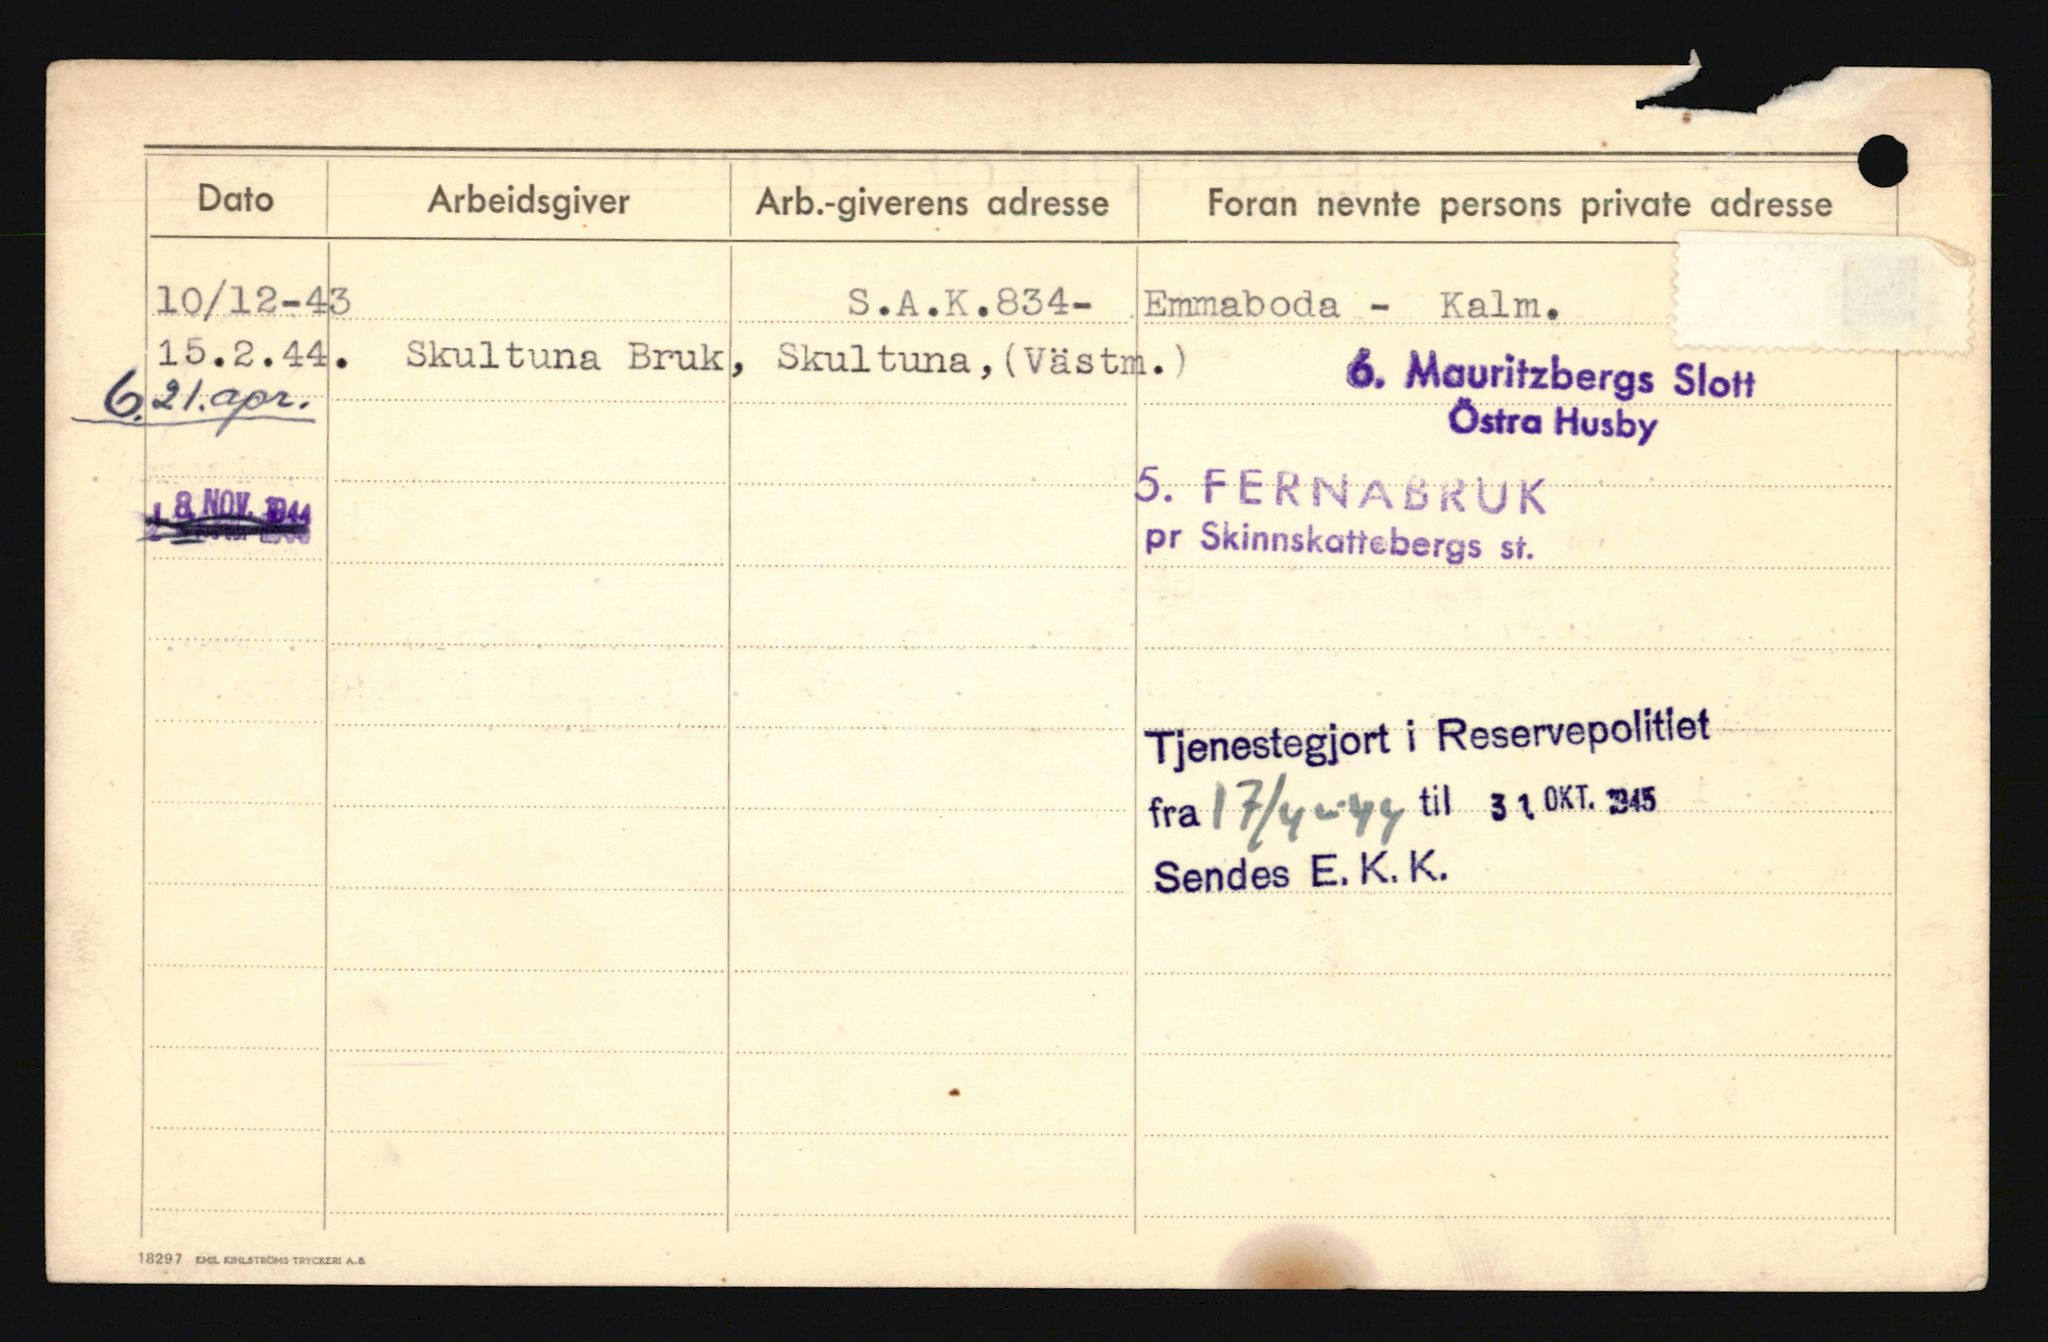 Dato Arbeidsgiver Arb.-giverens adresse Foran nevnte persons private adresse
10/12-43 S.A.K.834- Emmaboda - Kalm.
15.2.44. Skultuna Bruk, Skultuna,(Västm.)
6. Mauritzbergs Slott
6. 21. apr.
Östra Husby
5. FERNABRUK
8. NOV. 1944
pr Skinnskattebergs st.
Tjenestegjort i Reservepolitiet
fra 17/4-44 til 31 OKT. 1945
Sendes E. K. K.
18297 EMIL KIHLSTRÖMS TRYCKERI A.-B.